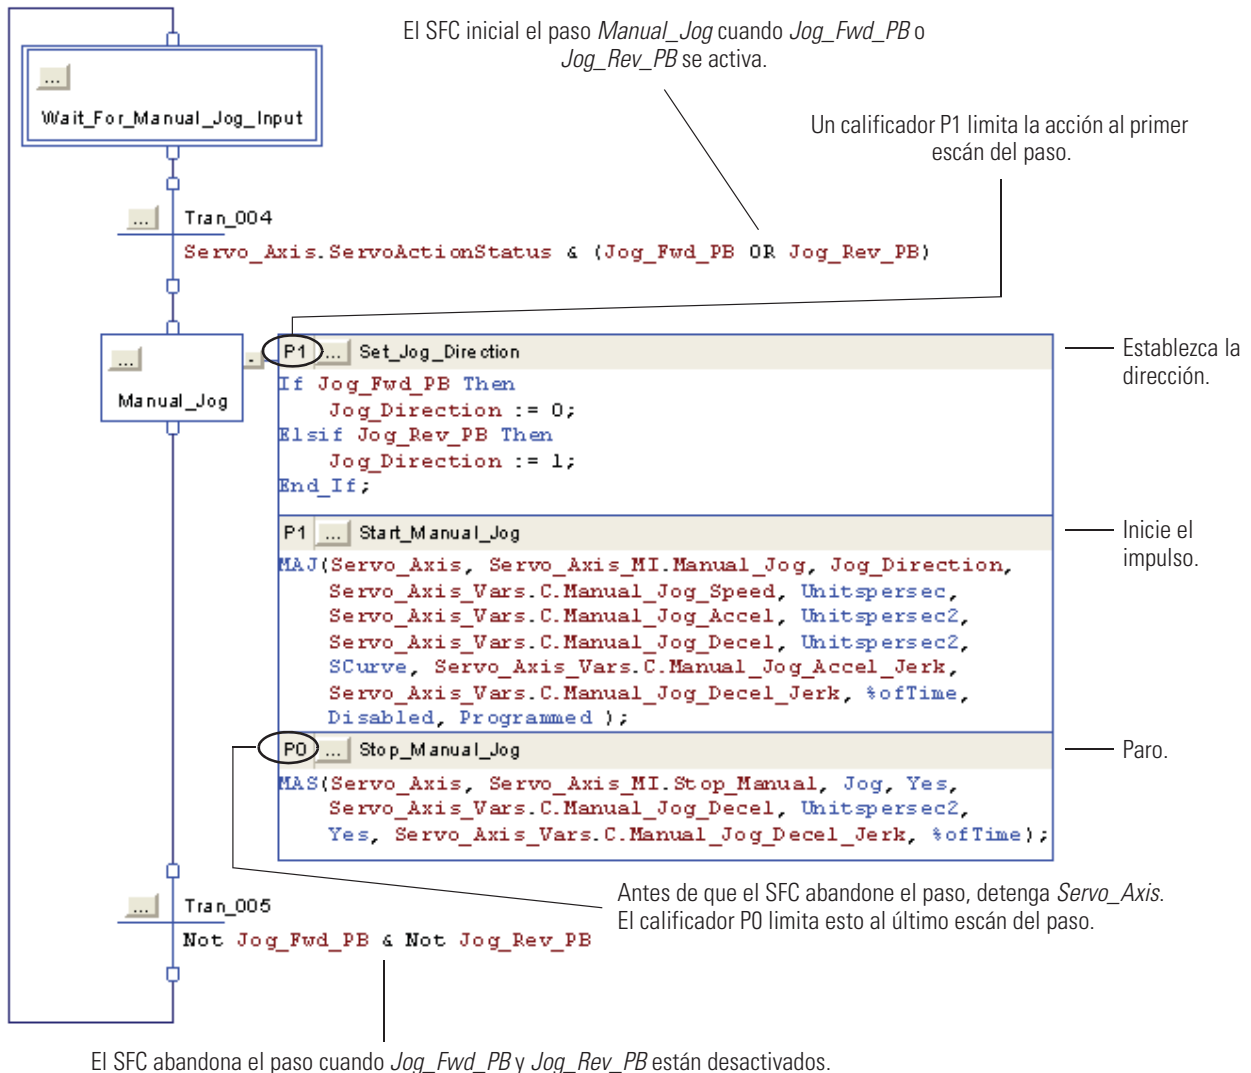 El SFC inicial el paso Manual_Jog cuando Jog_Fwd_PB o
Jog_Rev_PB se activa.
...
Wait_For_Manual_Jog_Input
Un calificador P1 limita la acción al primer
escán del paso.
... Tran_004
Servo_Axis.ServoActionStatus & (Jog_Fwd_PB OR Jog_Rev_PB)
...
Manual_Jog
P1 ... Set_Jog_Direction
If Jog_Fwd_PB Then
Jog_Direction := 0;
Elsif Jog_Rev_PB Then
Jog_Direction := 1;
End_If;
Establezca la
dirección.
P1 ... Start_Manual_Jog
MAJ(Servo_Axis, Servo_Axis_MI.Manual_Jog, Jog_Direction,
Servo_Axis_Vars.C.Manual_Jog_Speed, Unitspersec,
Servo_Axis_Vars.C.Manual_Jog_Accel, Unitspersec2,
Servo_Axis_Vars.C.Manual_Jog_Decel, Unitspersec2,
SCurve, Servo_Axis_Vars.C.Manual_Jog_Accel_Jerk,
Servo_Axis_Vars.C.Manual_Jog_Decel_Jerk, %ofTime,
Disabled, Programmed );
Inicie el
impulso.
P0 ... Stop_Manual_Jog
MAS(Servo_Axis, Servo_Axis_MI.Stop_Manual, Jog, Yes,
Servo_Axis_Vars.C.Manual_Jog_Decel, Unitspersec2,
Yes, Servo_Axis_Vars.C.Manual_Jog_Decel_Jerk, %ofTime);
Paro.
Antes de que el SFC abandone el paso, detenga Servo_Axis.
El calificador P0 limita esto al último escán del paso.
... Tran_005
Not Jog_Fwd_PB & Not Jog_Rev_PB
El SFC abandona el paso cuando Jog_Fwd_PB y Jog_Rev_PB están desactivados.